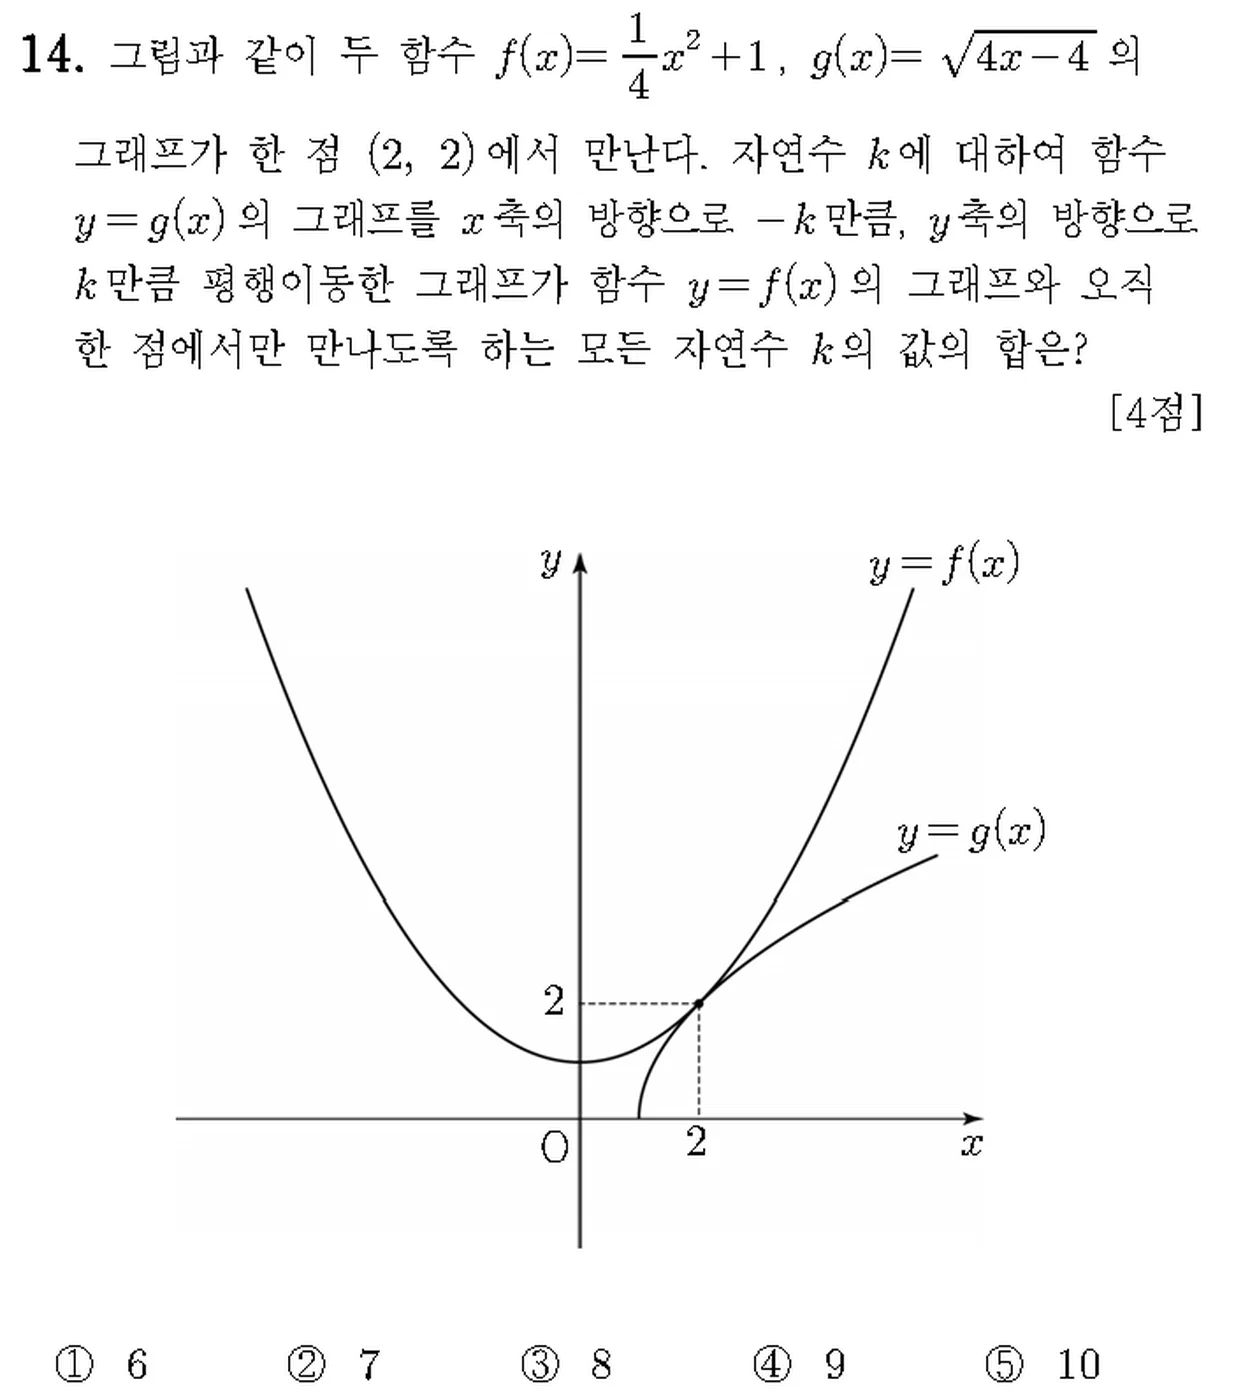 14. 그림과 같이 두 함수 f(x)=\frac{1}{4}x^2+1, g(x)=\sqrt{4x-4} 의
그래프가 한 점 (2, 2)에서 만난다. 자연수 k에 대하여 함수
y=g(x)의 그래프를 x축의 방향으로 -k만큼, y축의 방향으로
k만큼 평행이동한 그래프가 함수 y=f(x)의 그래프와 오직
한 점에서만 만나도록 하는 모든 자연수 k의 값의 합은?
[4점]
y
y=f(x)
y=g(x)
2
O
2
x
① 6 ② 7 ③ 8 ④ 9 ⑤ 10